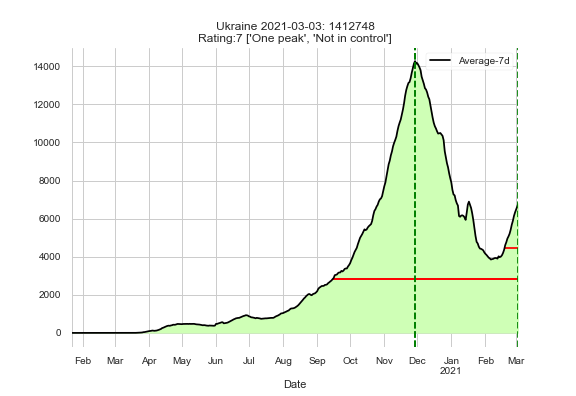 Ukraine 2021-03-03: 1412748
Rating:7 ['One peak', 'Not in control']
Average-7d
14000
12000
10000
8000
6000
4000
2000
0
Feb Mar Apr May Jun Jul Aug Sep Oct Nov Dec Jan Feb Mar
2021
Date